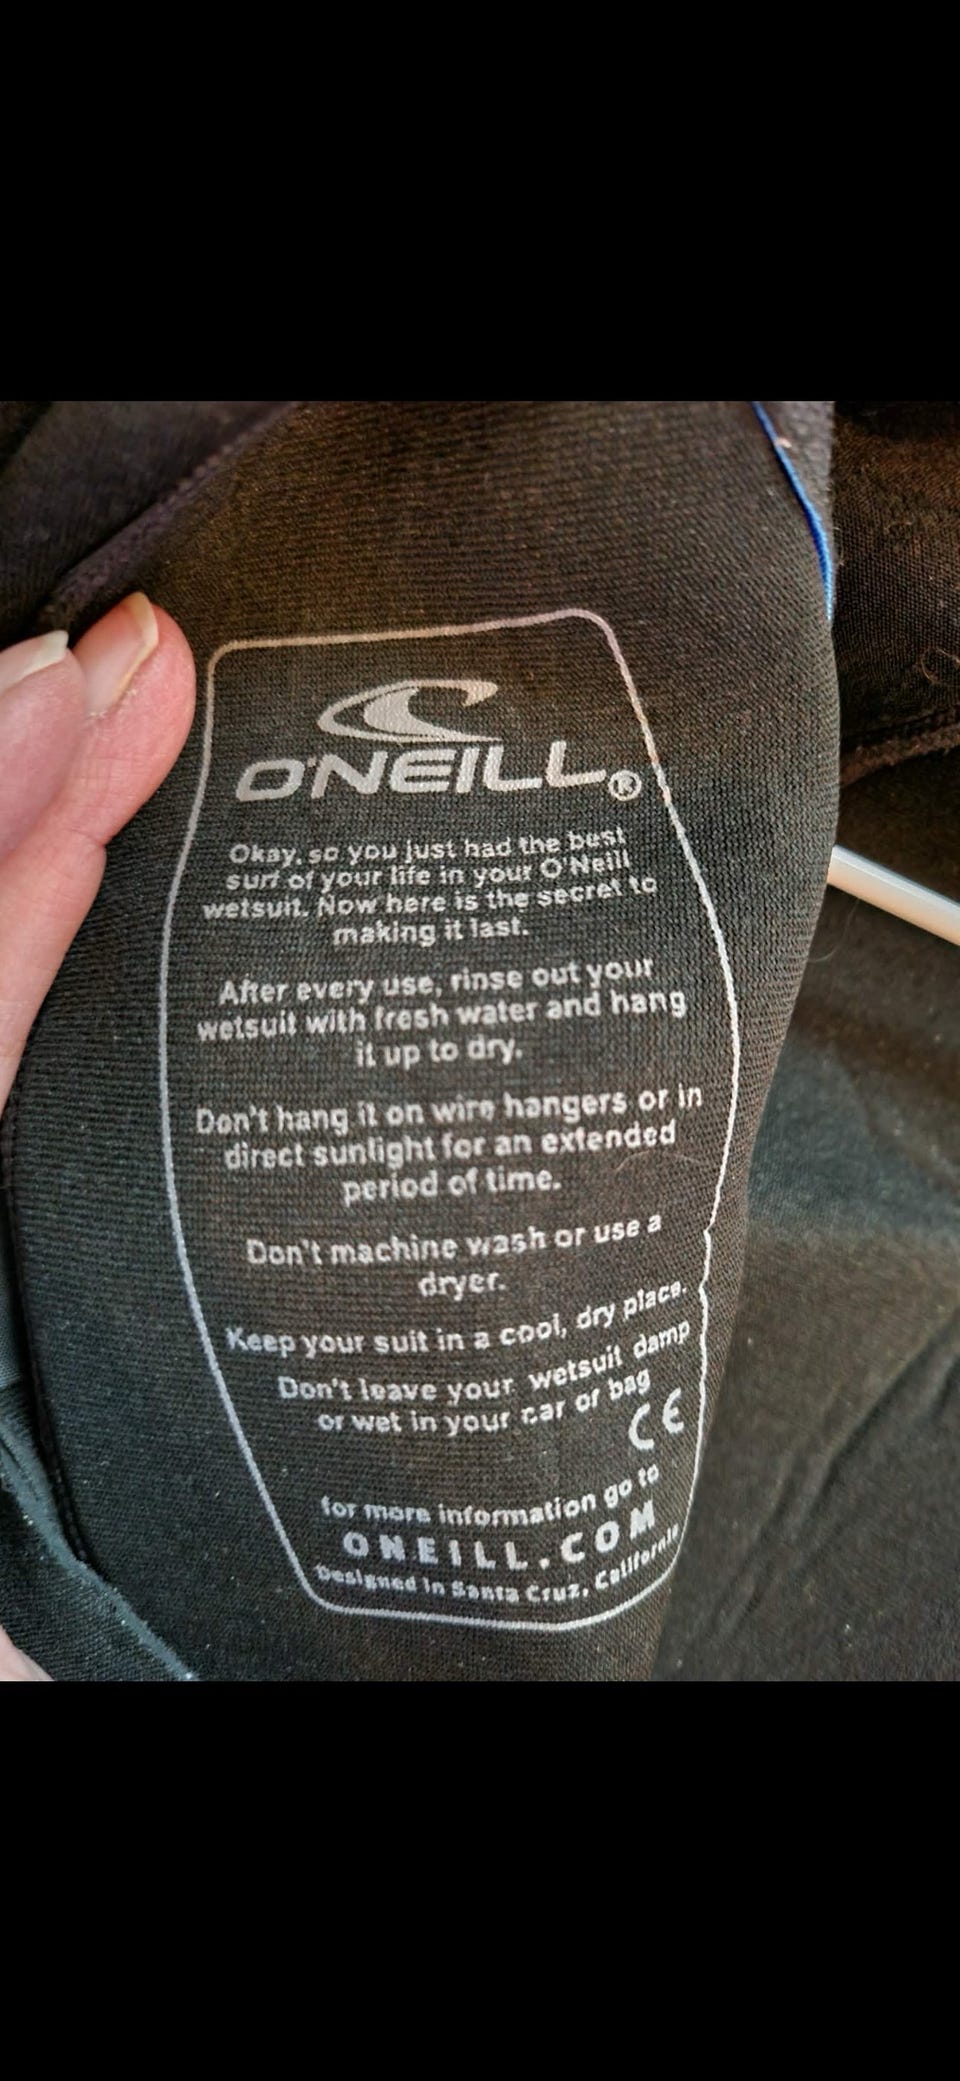 O'NEILL®
Okay, so you just had the best
surf of your life in your O'Neill
wetsuit. Now here is the secret to
making it last.
After every use, rinse out your
wetsuit with fresh water and hang
it up to dry.
Don't hang it on wire hangers or in
direct sunlight for an extended
period of time.
Don't machine wash or use a
dryer.
Keep your suit in a cool, dry place.
Don't leave your wetsuit damp
or wet in your car or bag
CE
for more information go to
ONEILL.COM
Designed in Santa Cruz, California